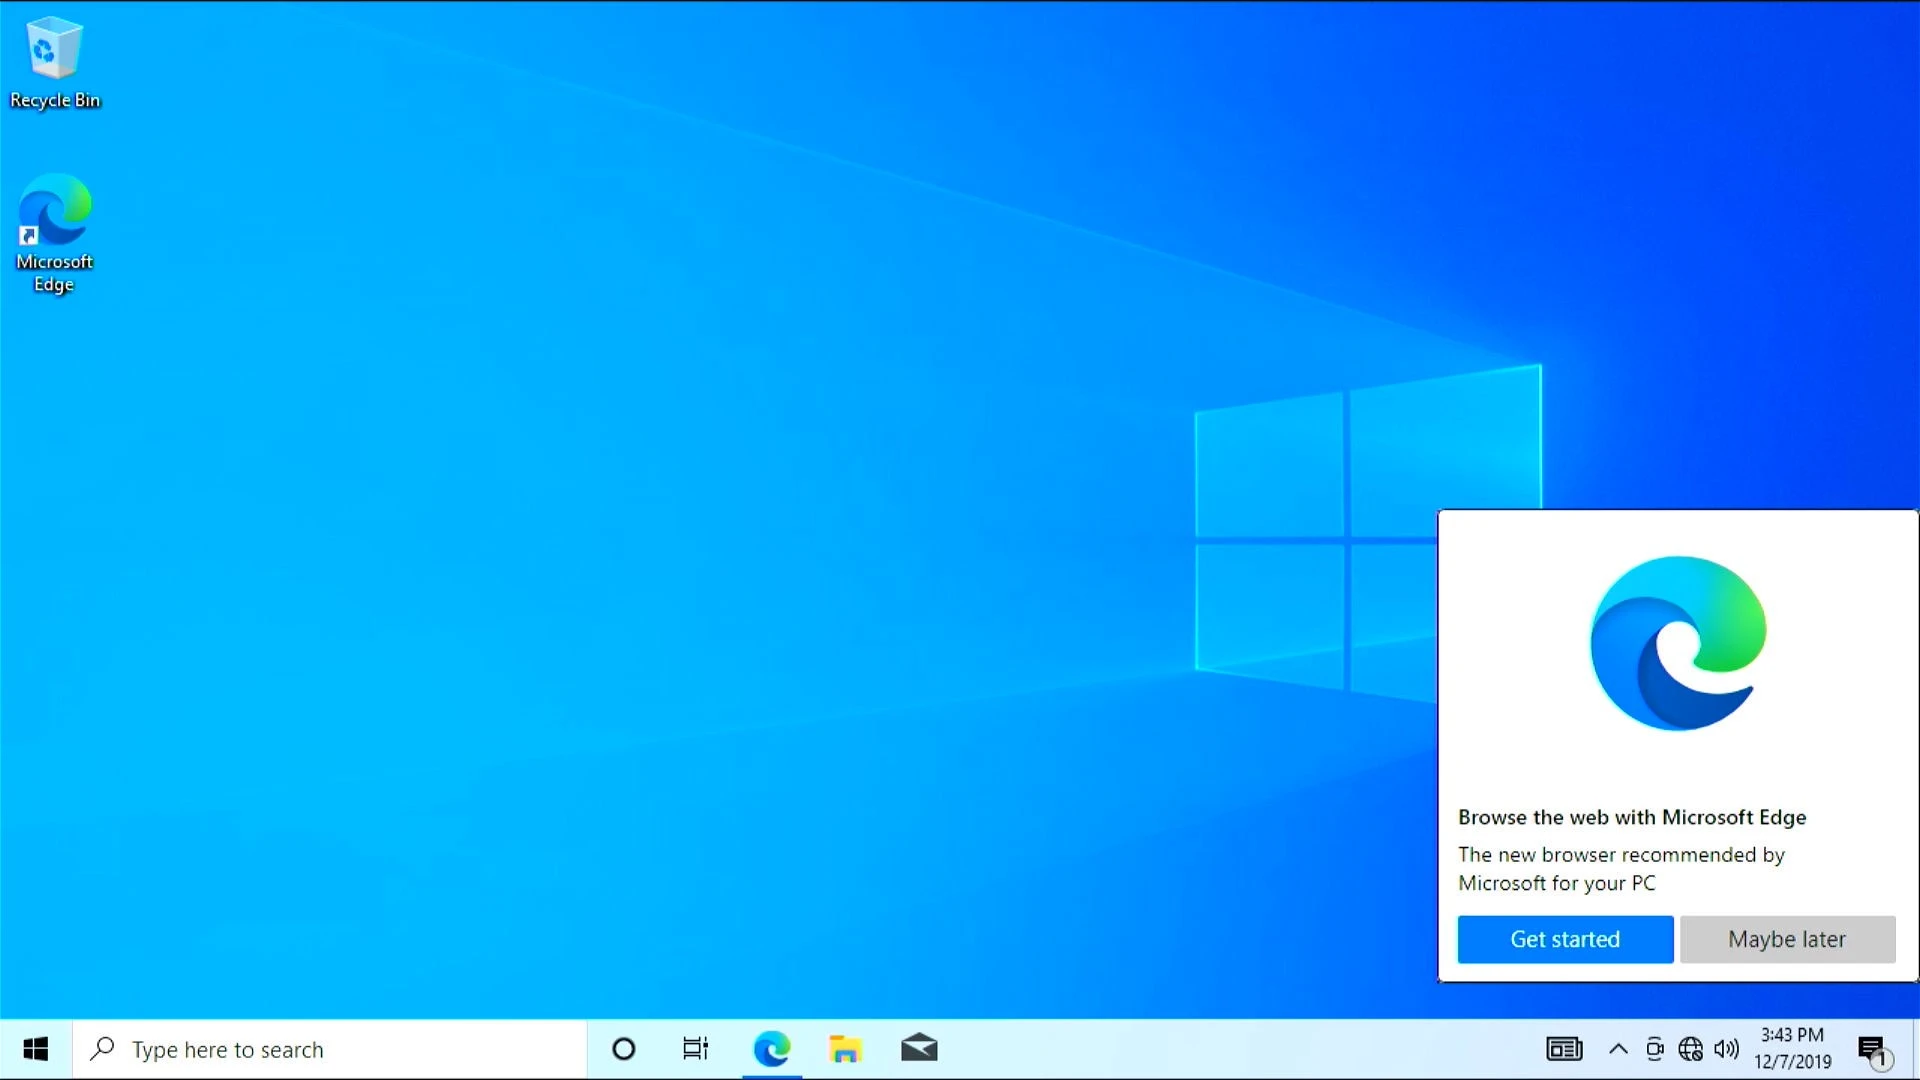 Recycle Bin
Microsoft
Edge
Browse the web with Microsoft Edge
The new browser recommended by
Microsoft for your PC
Get started
Maybe later
Type here to search
3:43 PM
12/7/2019
1